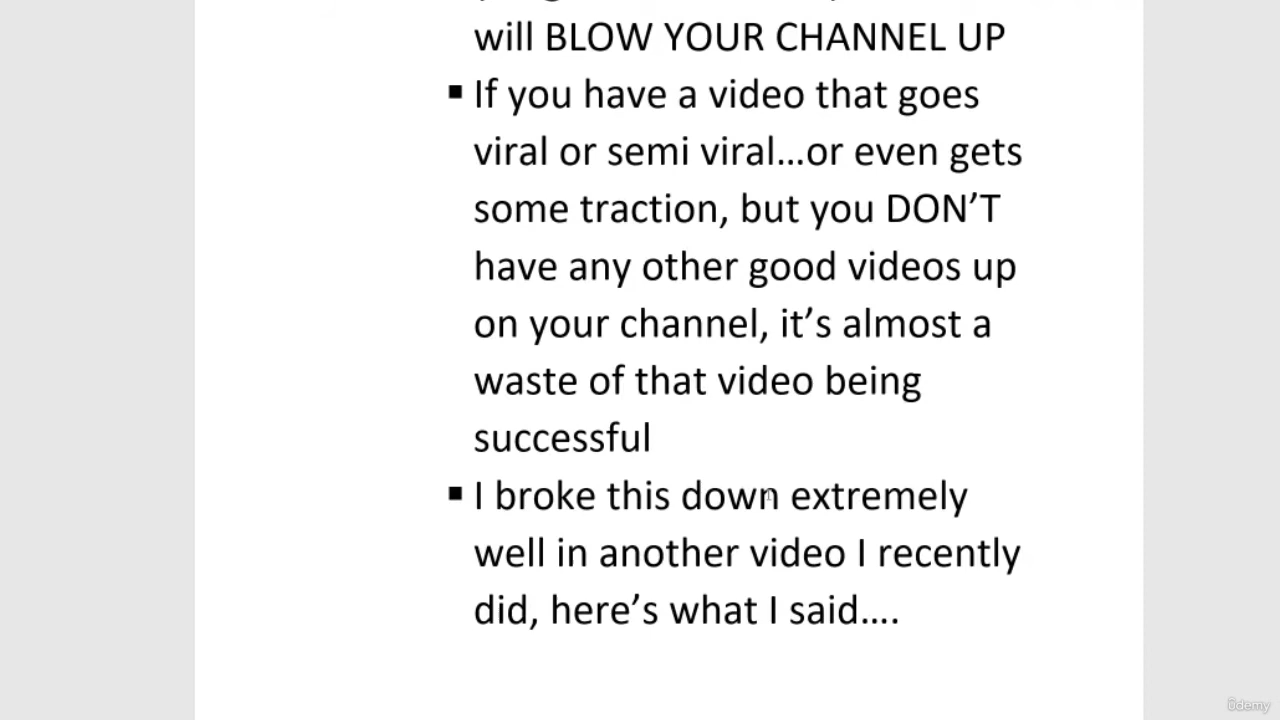 will BLOW YOUR CHANNEL UP
▪ If you have a video that goes
viral or semi viral...or even gets
some traction, but you DON’T
have any other good videos up
on your channel, it’s almost a
waste of that video being
successful
▪ I broke this down extremely
well in another video I recently
did, here’s what I said....
ûdemy